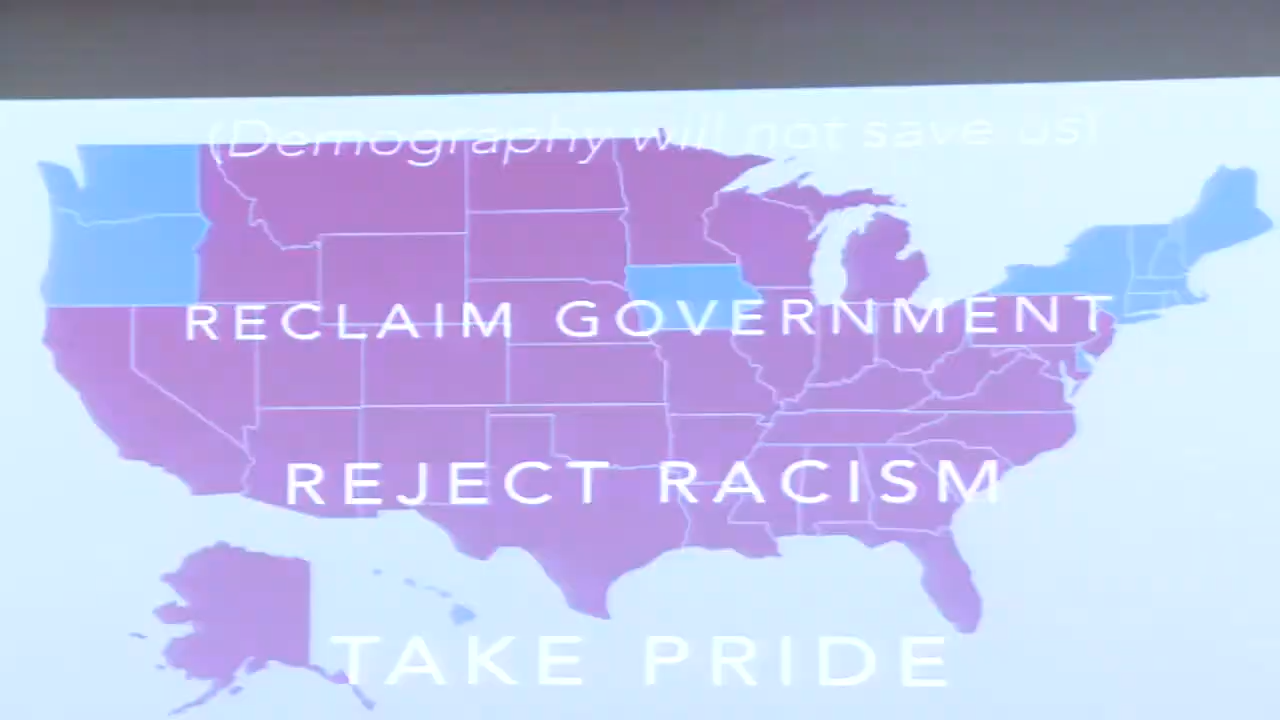 (Demography will not save us)
RECLAIM GOVERNMENT
REJECT RACISM
TAKE PRIDE